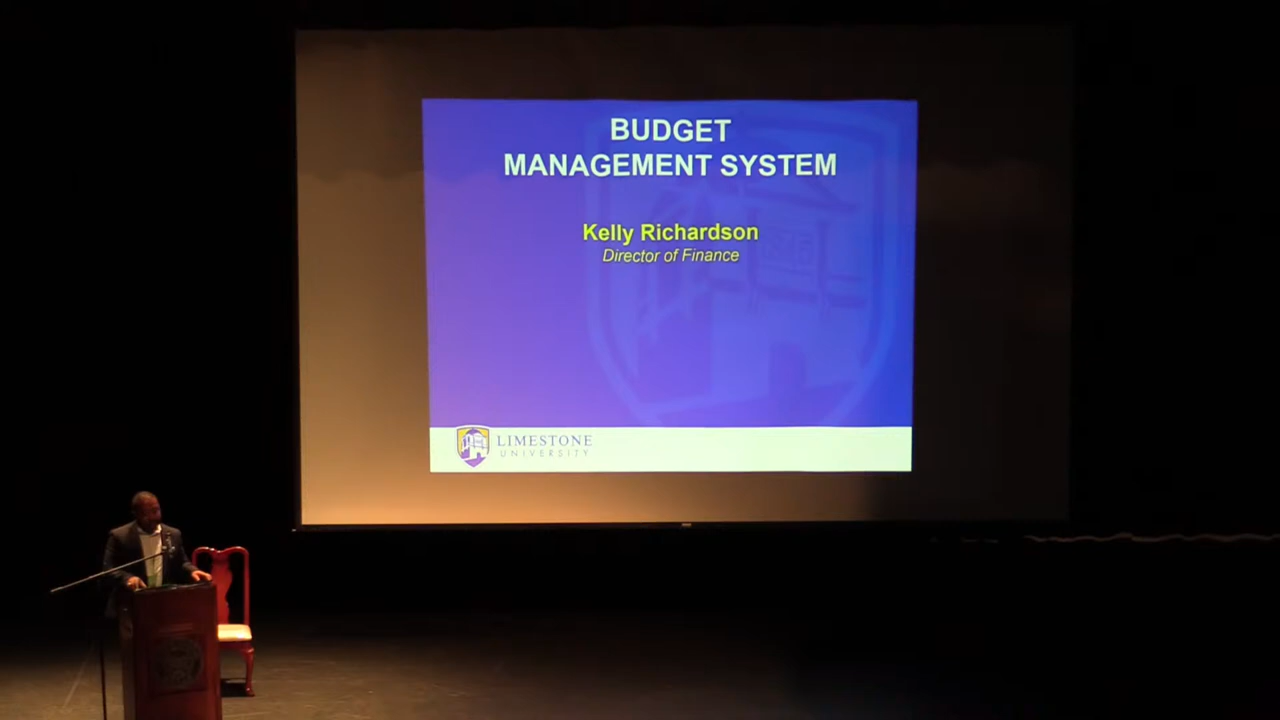 BUDGET
MANAGEMENT SYSTEM
Kelly Richardson
Director of Finance
LIMESTONE
UNIVERSITY